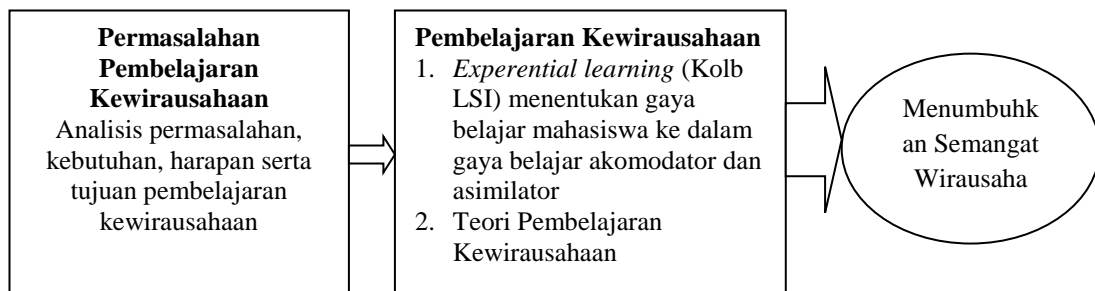 Permasalahan
Pembelajaran
Kewirausahaan
Analisis permasalahan,
kebutuhan, harapan serta
tujuan pembelajaran
kewirausahaan
Pembelajaran Kewirausahaan
1. Experential learning (Kolb
LSI) menentukan gaya
belajar mahasiswa ke dalam
gaya belajar akomodator dan
asimilator
2. Teori Pembelajaran
Kewirausahaan
Menumbuhk
an Semangat
Wirausaha